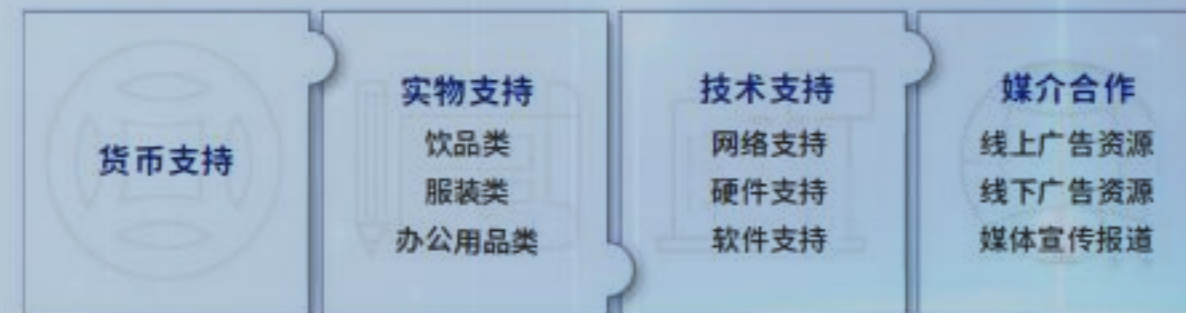 货币支持
实物支持
饮品类
服装类
办公用品类
技术支持
网络支持
硬件支持
软件支持
媒介合作
线上广告资源
线下广告资源
媒体宣传报道